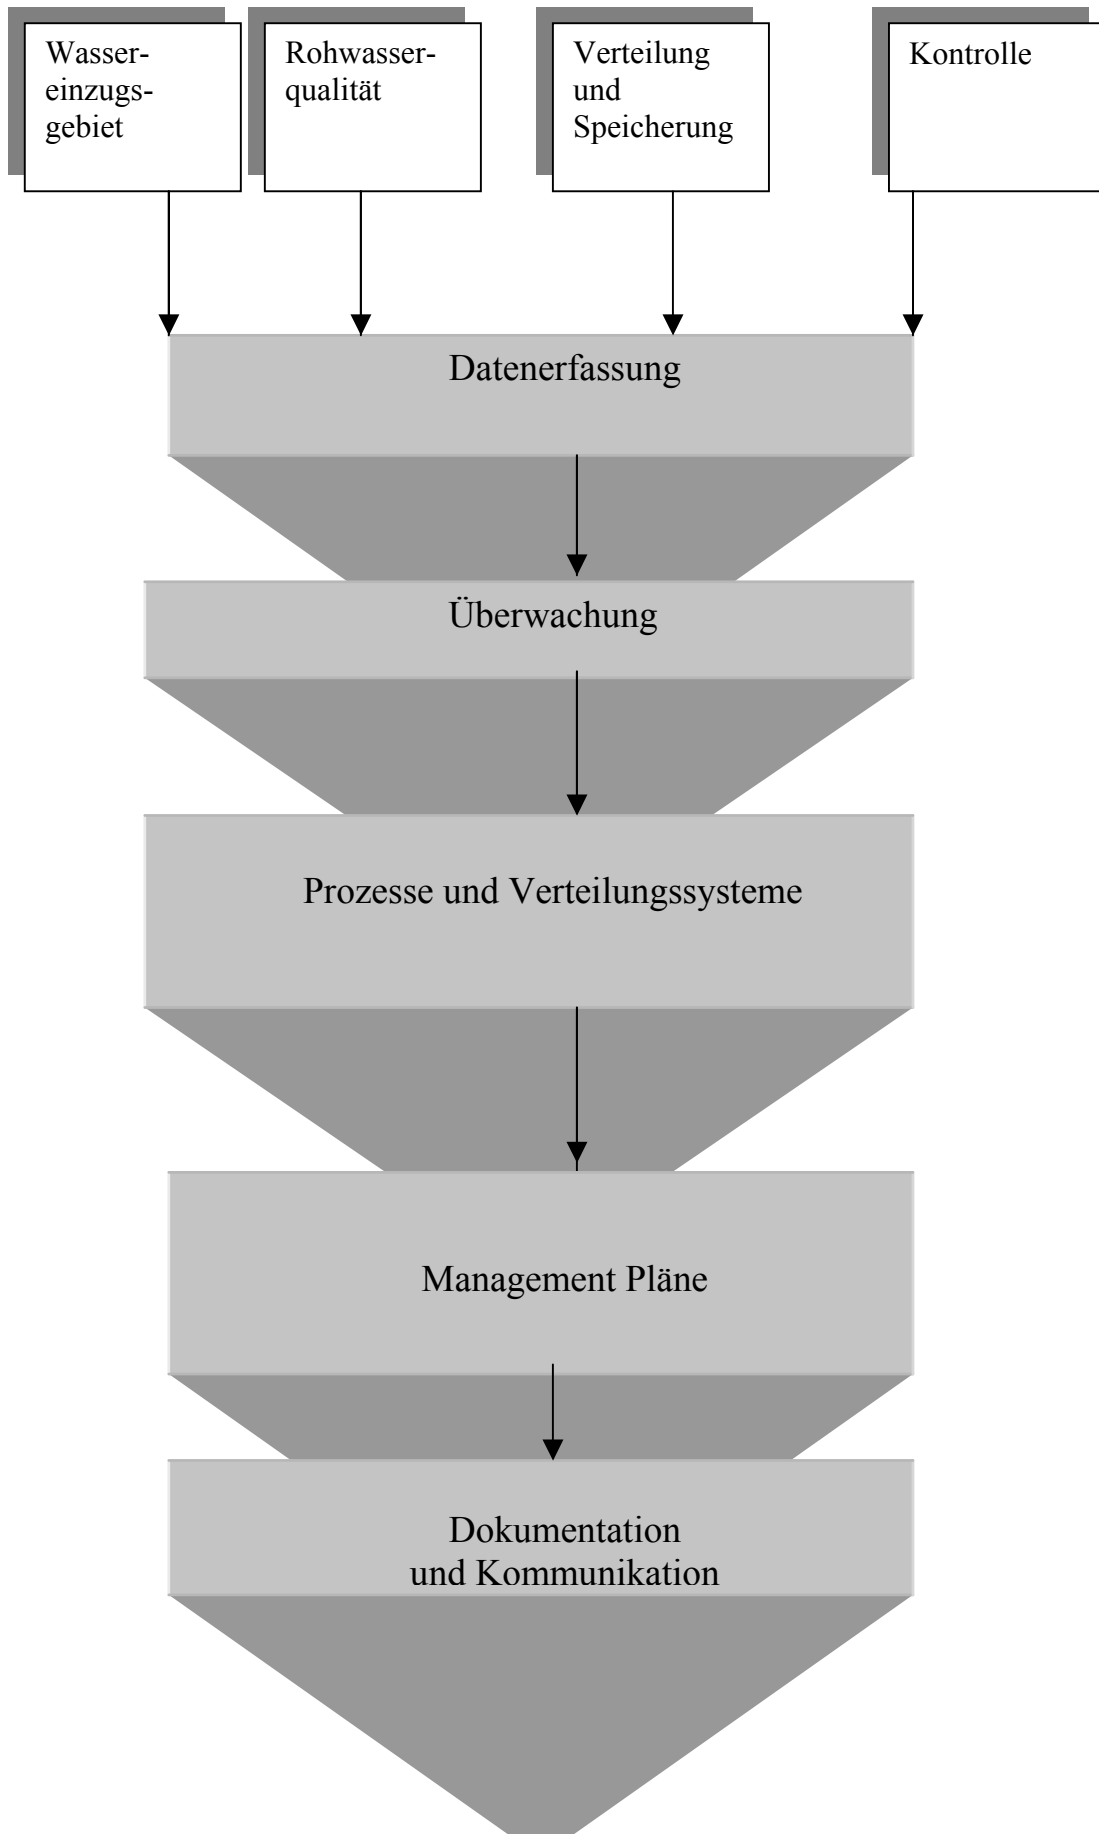 Wasser-
einzugs-
gebiet
Rohwasser-
qualität
Verteilung
und
Speicherung
Kontrolle
Datenerfassung
Überwachung
Prozesse und Verteilungssysteme
Management Pläne
Dokumentation
und Kommunikation